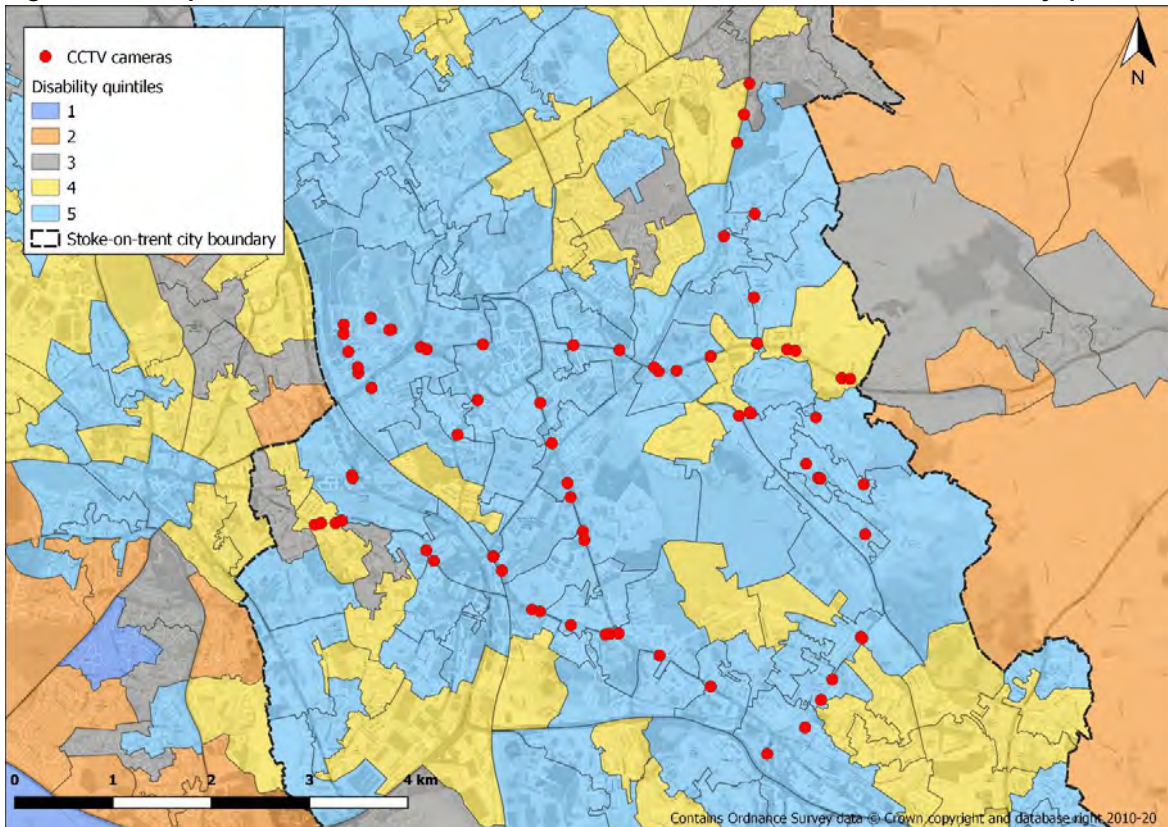 CCTV cameras
Disability quintiles
1
2
3
4
5
Stoke-on-trent city boundary
N
0 1 2 3 4 km
Contains Ordnance Survey data © Crown copyright and database right 2010-20